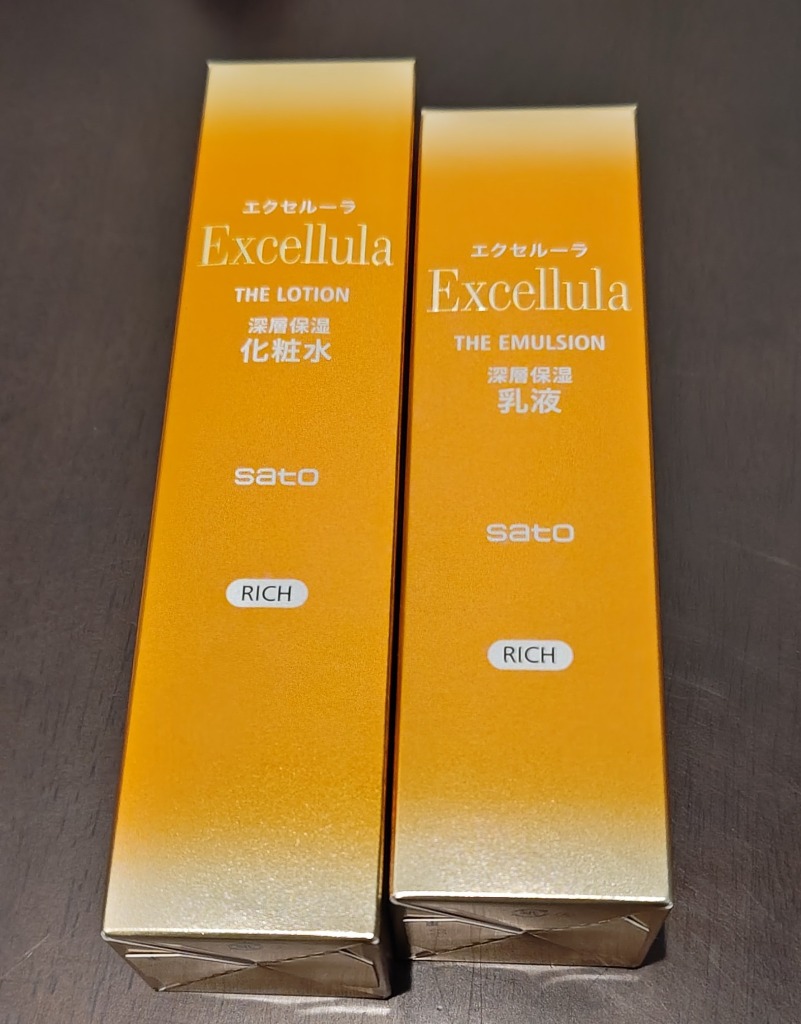 エクセルーラ
Excellula
THE LOTION
深層保湿
化粧水
sato
RICH
エクセルーラ
Excellula
THE EMULSION
深層保湿
乳液
sato
RICH